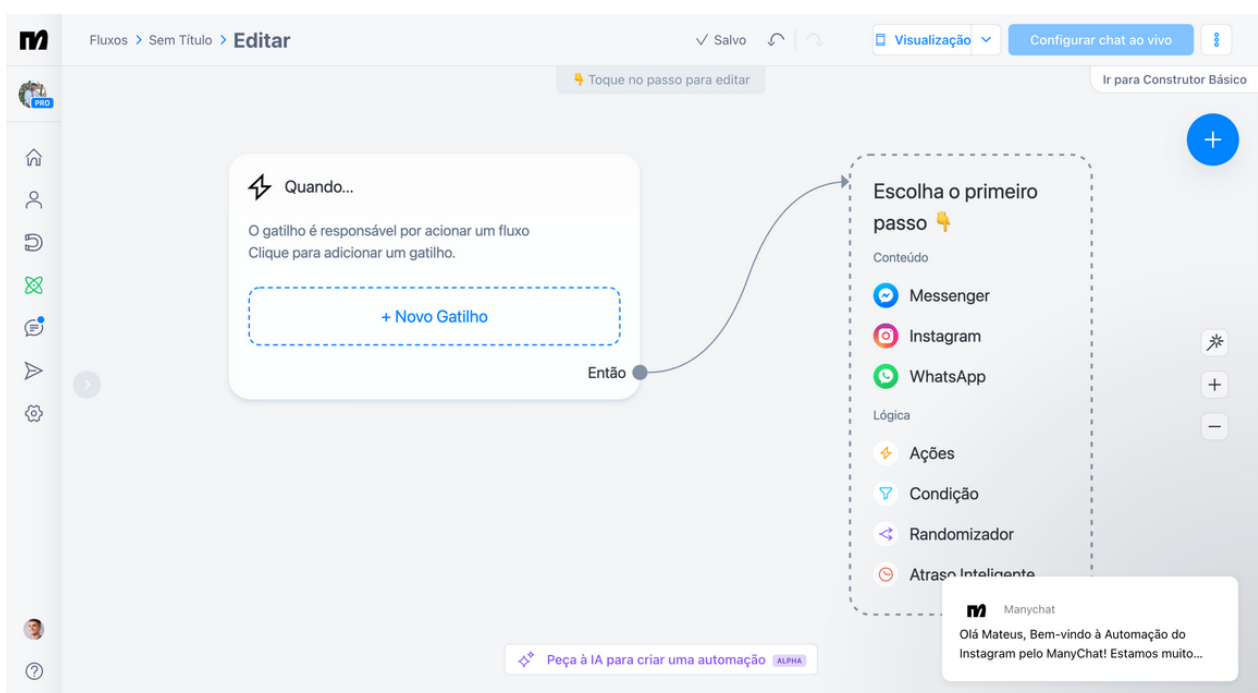 Fluxos > Sem Título > Editar
✓ Salvo
Visualização
Configurar chat ao vivo
👇 Toque no passo para editar
Ir para Construtor Básico
PRO
Quando...
O gatilho é responsável por acionar um fluxo
Clique para adicionar um gatilho.
+ Novo Gatilho
Então
Escolha o primeiro
passo 👇
Conteúdo
Messenger
Instagram
WhatsApp
Lógica
Ações
Condição
Randomizador
Atraso Inteligente
Manychat
Olá Mateus, Bem-vindo à Automação do
Instagram pelo ManyChat! Estamos muito...
Peça à IA para criar uma automação ALPHA